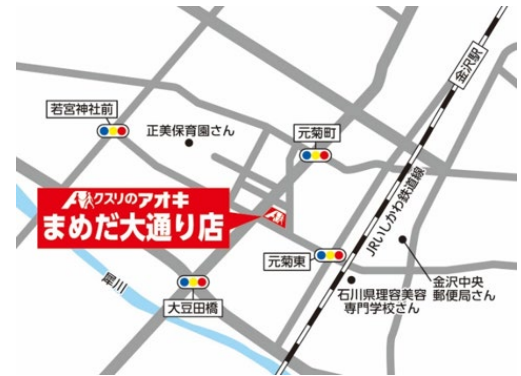 金沢駅
若宮神社前
正美保育園さん
元菊町
クスリのアオキ
まめだ大通り店
JRいしかわ鉄道線
元菊東
犀川
大豆田橋
石川県理容美容
専門学校さん
金沢中央
郵便局さん